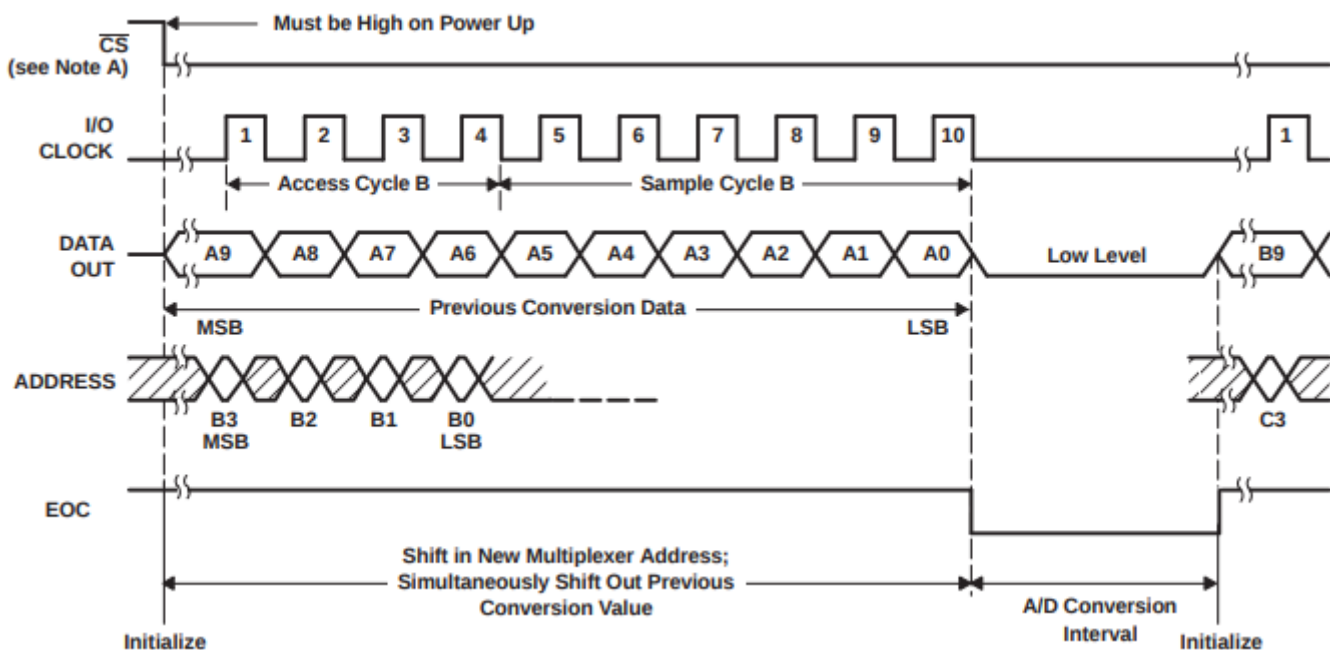 Must be High on Power Up
CS
(see Note A)
I/O
CLOCK
1 2 3 4 5 6 7 8 9 10 1
Access Cycle B
Sample Cycle B
DATA
OUT
A9 A8 A7 A6 A5 A4 A3 A2 A1 A0 Low Level B9
Previous Conversion Data
MSB LSB
ADDRESS
B3 B2 B1 B0 C3
MSB LSB
EOC
Shift in New Multiplexer Address;
Simultaneously Shift Out Previous
Conversion Value
A/D Conversion
Interval
Initialize Initialize